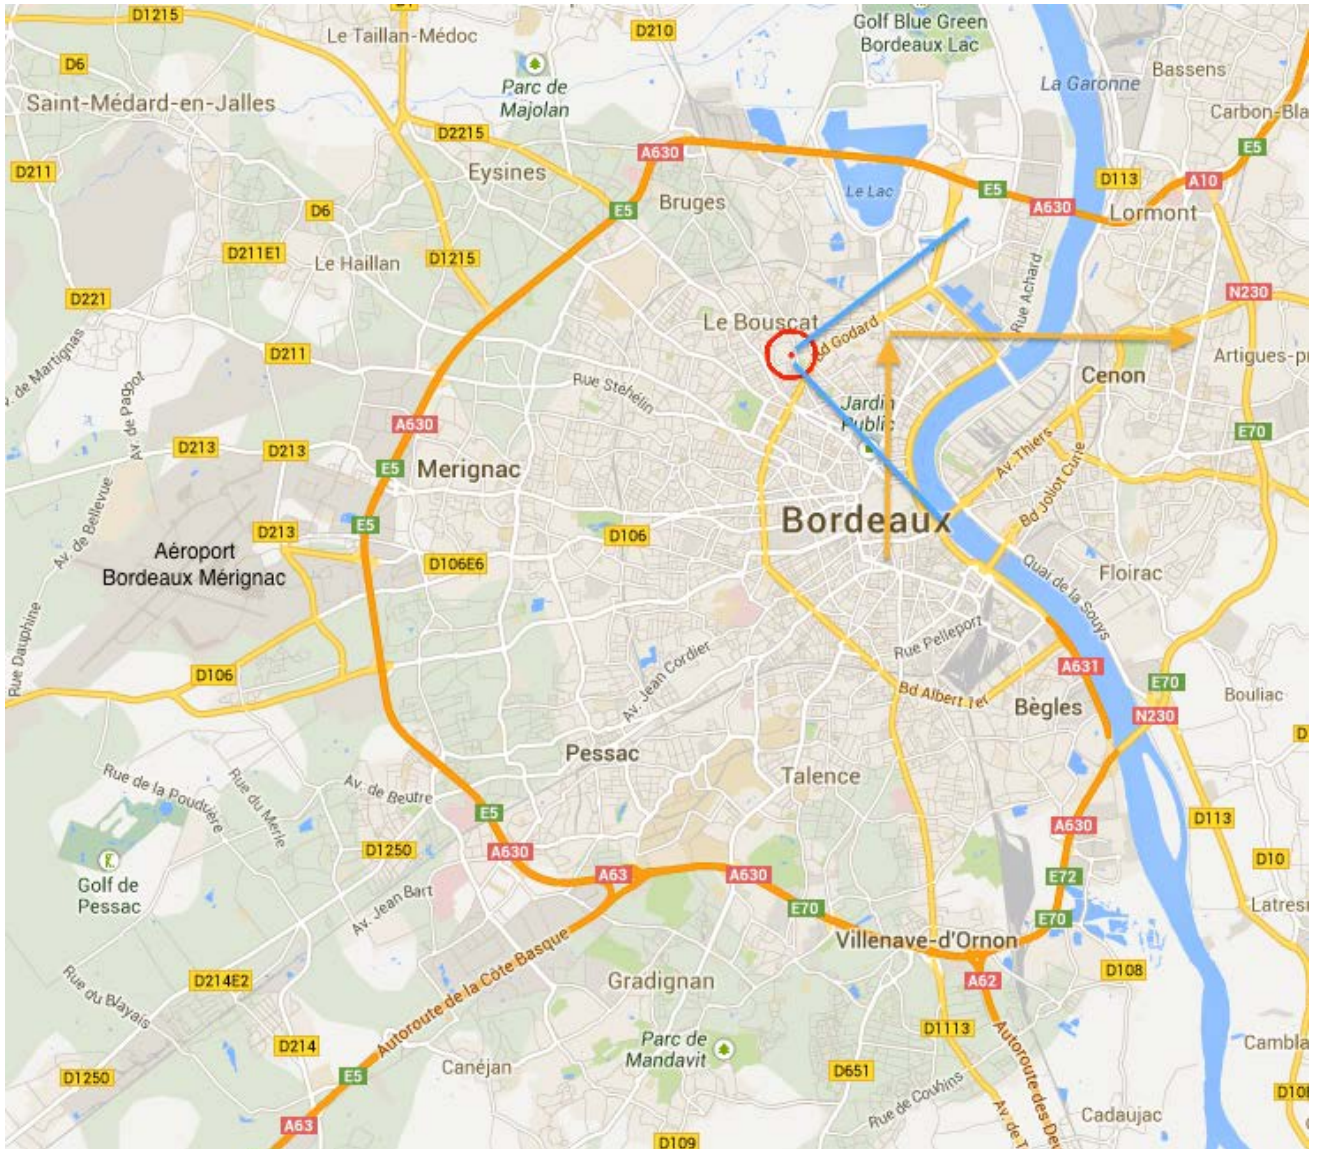 D1215
Le Taillan-Médoc
D210
Golf Blue Green
Bordeaux Lac
D6
Parc de
Majolan
La Garonne
Bassens
Saint-Médard-en-Jalles
Carbon-Bla
D2215
D211
Eysines
A630
E5
D113
A10
E5
Le Lac
E5
A630
Lormont
D6
E5
Bruges
D211E1
Le Haillan
D1215
Rue Achard
D221
N230
Le Bouscat
Bd Godard
D211
Artigues-pr
. de Martignas
Av. de Pagnot
Rue Stéhélin
Jardin
Public
Cenon
A630
E70
D213
D213
E5
Merignac
Av. Thiers
Bd Joliot Curie
Av. de Bellevue
D213
E5
D106
Bordeaux
Aéroport
Bordeaux Mérignac
D106E6
Quai de la Souys
Floirac
Rue Dauphine
D106
Av. Jean Cordier
Rue Pelleport
A631
E70
Bouliac
Bd Albert 1er
Bègles
N230
Pessac
D
Talence
Rue de la Poudrière
Rue du Merle
Av. de Beutre
E5
A630
D113
D1250
A630
D10
Golf de
Pessac
A63
A630
E72
Av. Jean Bart
E70
E70
Latresn
Villenave-d'Ornon
D214E2
Autoroute de la Côte Basque
Gradignan
A62
D108
Rue du Blayais
D1113
Autoroute des Deu
D214
Parc de
Mandavit
Cambla
Canéjan
D1250
E5
D651
D10
Rue de Couhins
Av. de T
Cadaujac
A63
D109